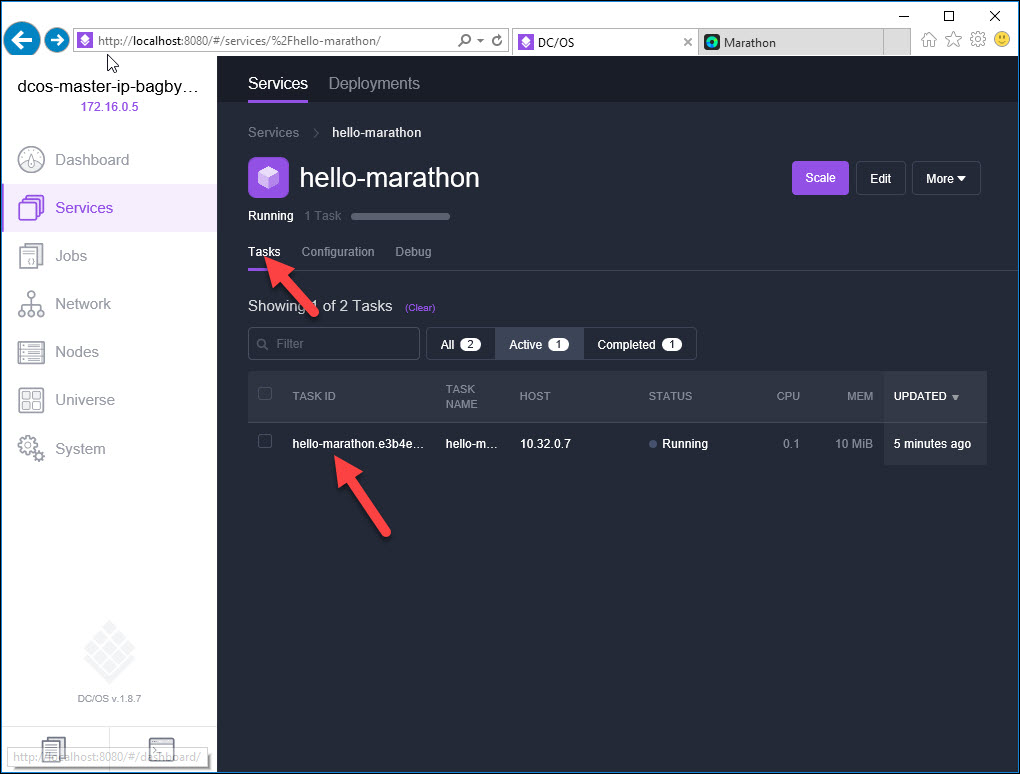 http://localhost:8080/#/services/%2Fhello-marathon/
DC/OS
Marathon
dcos-master-ip-bagby…
172.16.0.5
Dashboard
Services
Jobs
Network
Nodes
Universe
System
DC/OS v.1.8.7
http://localhost:8080/#/dashboard/
Services Deployments
Services > hello-marathon
hello-marathon
Scale Edit More
Running 1 Task
Tasks Configuration Debug
Showing 1 of 2 Tasks (Clear)
Filter All 2 Active 1 Completed 1
TASK ID TASK NAME HOST STATUS CPU MEM UPDATED
hello-marathon.e3b4e… hello-m… 10.32.0.7 Running 0.1 10 MiB 5 minutes ago